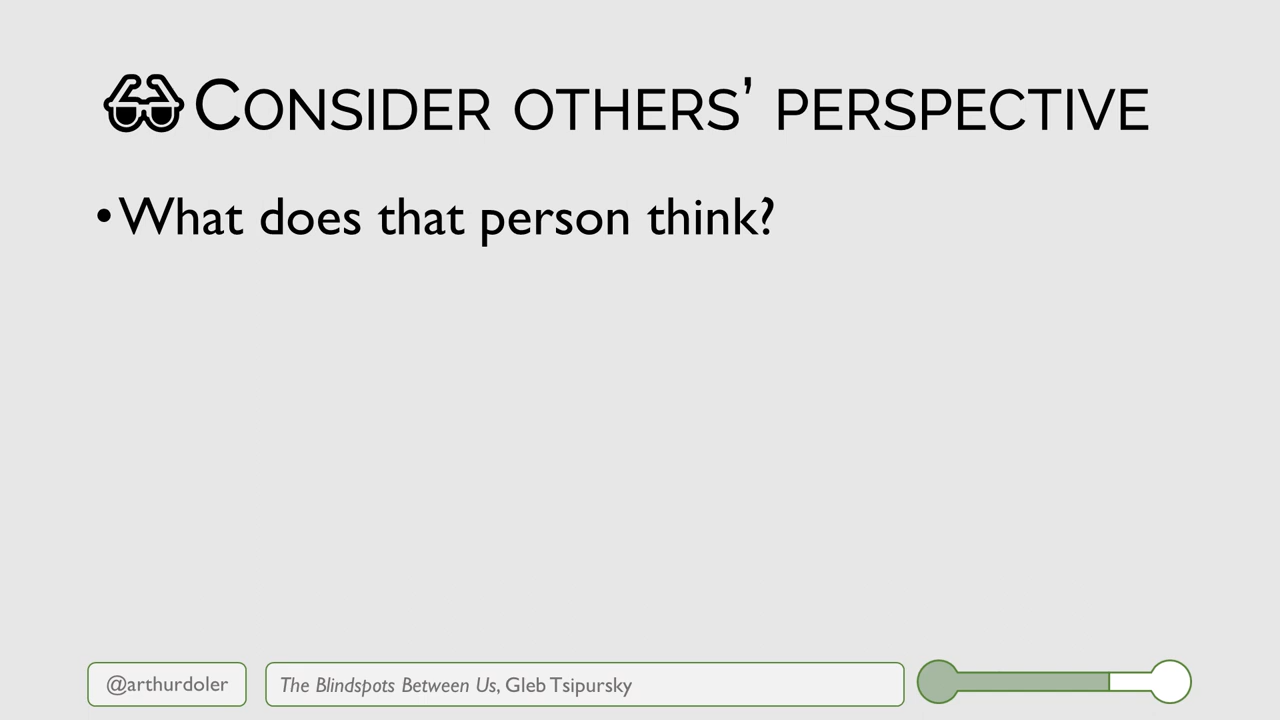 Consider others’ perspective
• What does that person think?
@arthurdoler
The Blindspots Between Us, Gleb Tsipursky